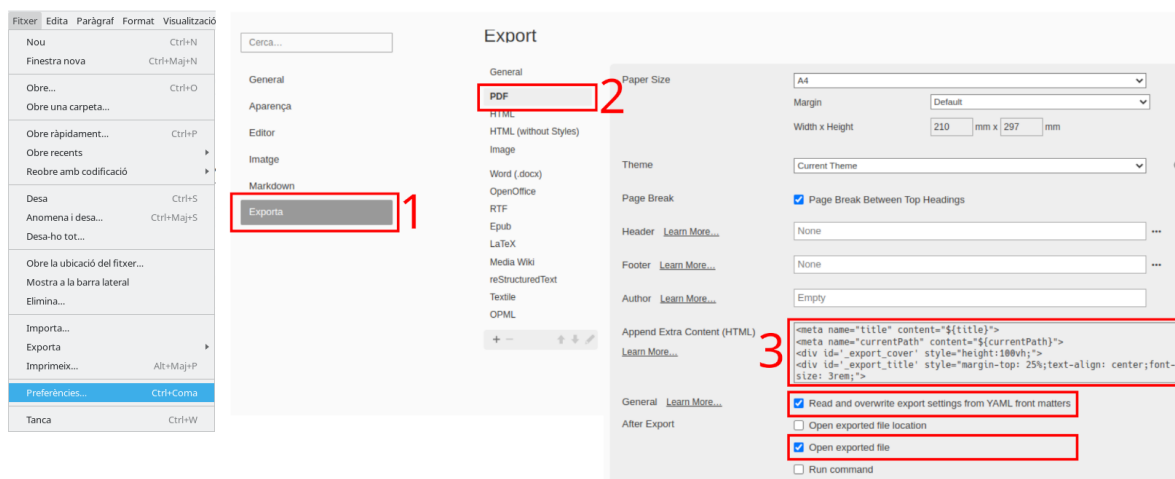 Fitxer Edita Paràgraf Format Visualització
Nou Ctrl+N
Finestra nova Ctrl+Maj+N
Obre... Ctrl+O
Obre una carpeta...
Obre ràpidament... Ctrl+P
Obre recents
Reobre amb codificació
Desa Ctrl+S
Anomena i desa... Ctrl+Maj+S
Desa-ho tot...
Obre la ubicació del fitxer...
Mostra a la barra lateral
Elimina...
Importa...
Exporta
Imprimeix... Alt+Maj+P
Preferències... Ctrl+Coma
Tanca Ctrl+W
Cerca...
General
Aparença
Editor
Imatge
Markdown
Exporta
1
Export
General
PDF
2
HTML
HTML (without Styles)
Image
Word (.docx)
OpenOffice
RTF
Epub
LaTeX
Media Wiki
reStructuredText
Textile
OPML
Paper Size A4
Margin Default
Width x Height 210 mm x 297 mm
Theme Current Theme
Page Break Page Break Between Top Headings
Header Learn More... None
Footer Learn More... None
Author Learn More... Empty
Append Extra Content (HTML)
Learn More...
3
<meta name="title" content="${title}">
<meta name="currentPath" content="${currentPath}">
<div id='_export_cover' style="height:100vh;">
<div id='_export_title' style="margin-top: 25%;text-align: center;font-
size: 3rem;">
General Learn More... Read and overwrite export settings from YAML front matters
After Export Open exported file location
Open exported file
Run command